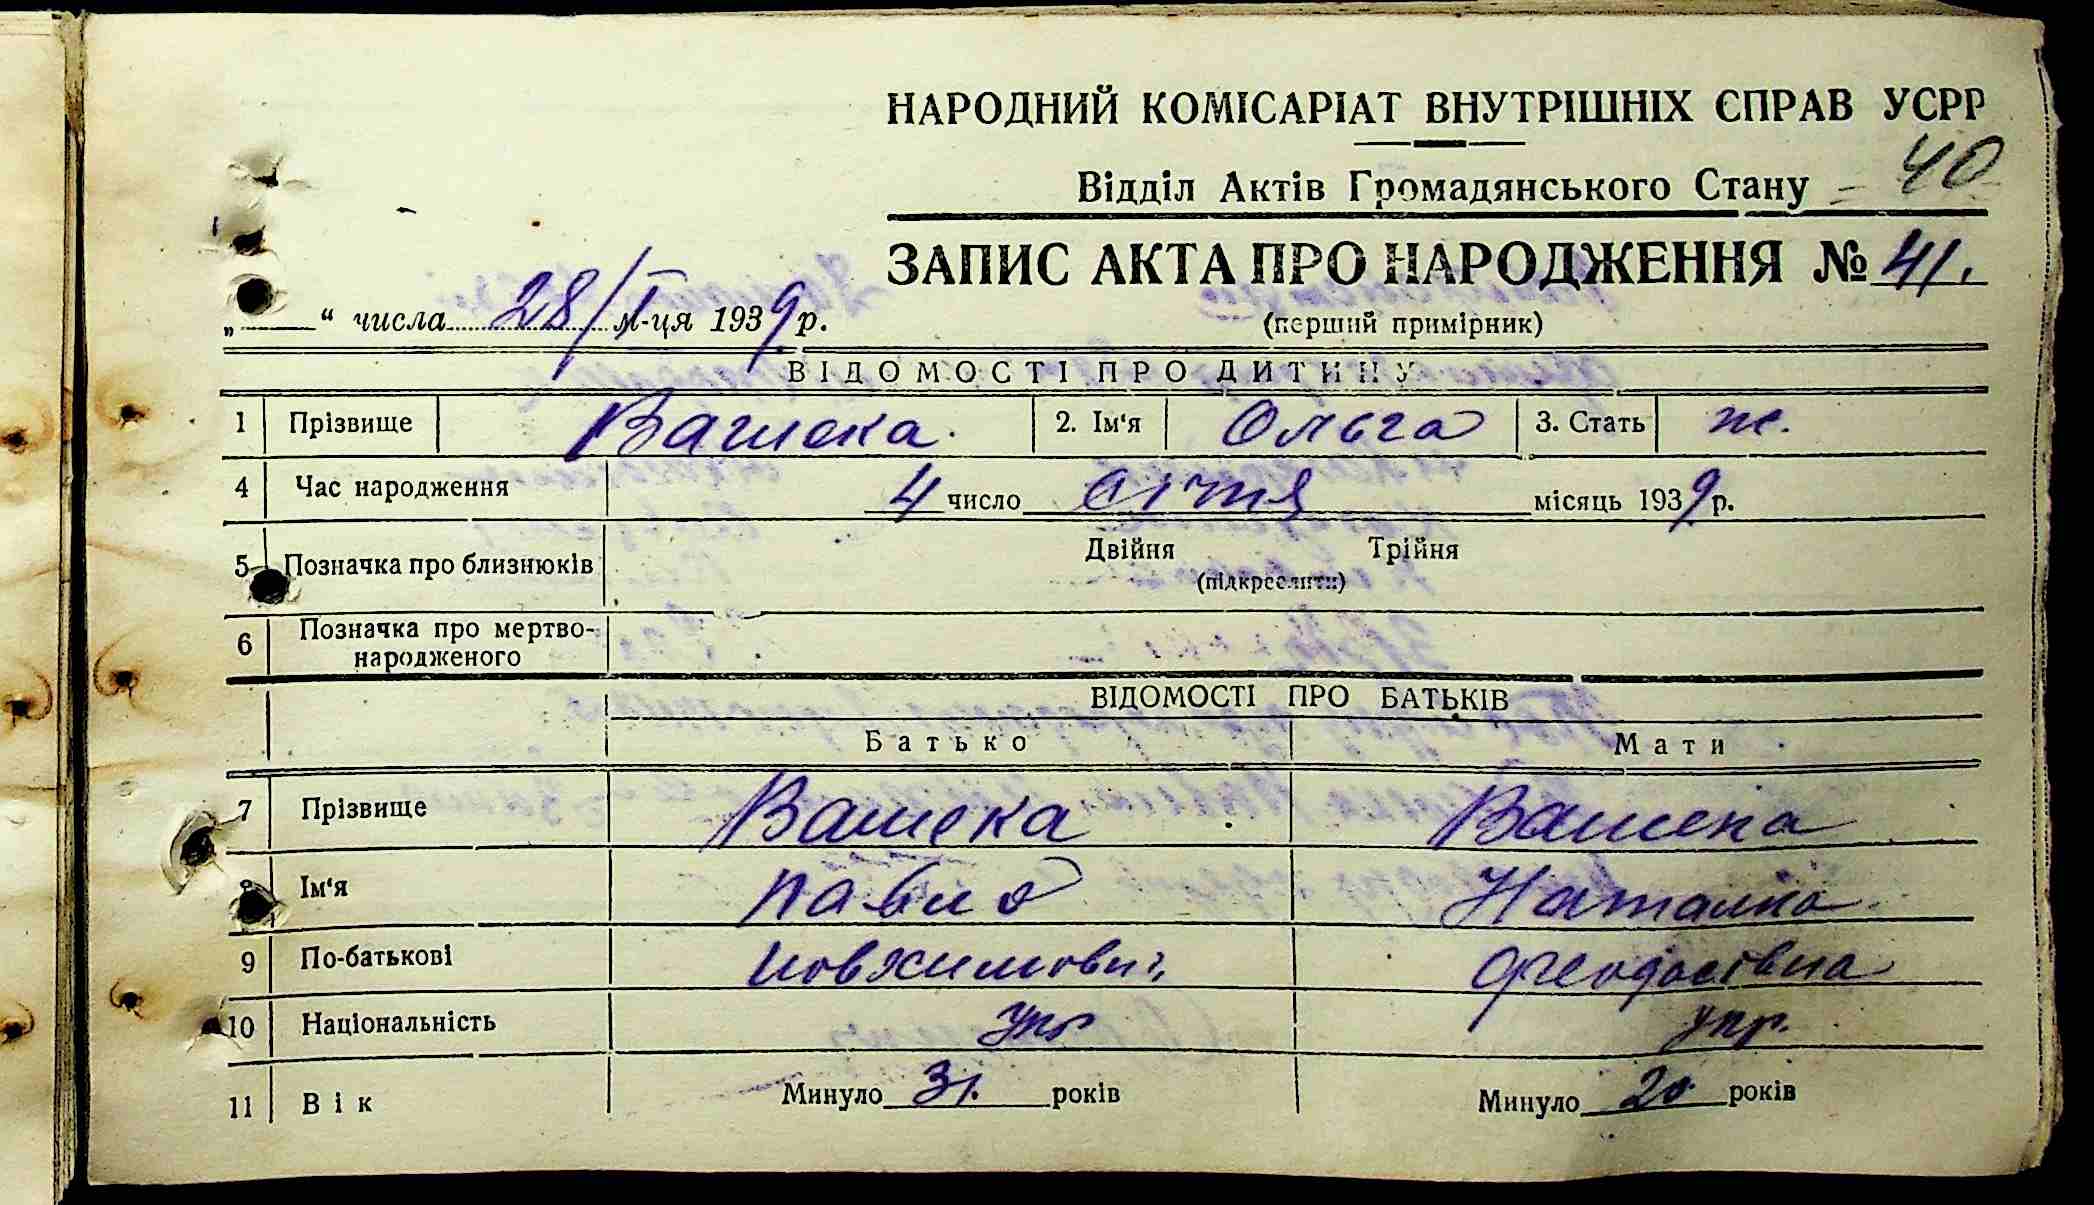 НАРОДНИЙ КОМІСАРІАТ ВНУТРІШНІХ СПРАВ УСРР
40
Відділ Актів Громадянського Стану
ЗАПИС АКТА ПРО НАРОДЖЕННЯ № 41.
„ “ числа 28/I м-ця 1939 р.
(перший примірник)
ВІДОМОСТІ ПРО ДИТИНУ
1 Прізвище Вашека. 2. Ім‘я Ольга 3. Стать ж.
4 Час народження 4 число січня місяць 1939 р.
5 Позначка про близнюків Двійня Трійня
(підкреслити)
6 Позначка про мертво-
народженого
ВІДОМОСТІ ПРО БАТЬКІВ
Батько Мати
7 Прізвище Вашека Вашека
8 Ім‘я Павло Наталка
9 По-батькові Йовхимович Феодосівна
10 Національність укр укр.
11 Вік Минуло 31. років Минуло 20 років